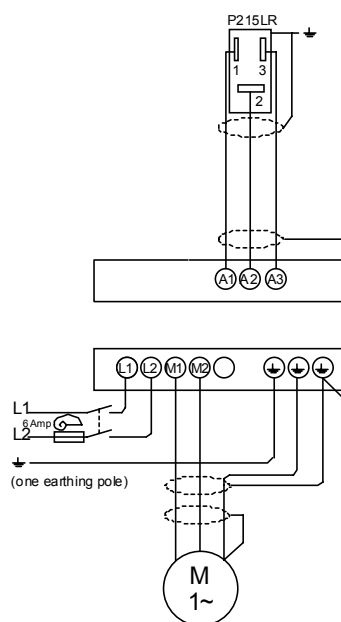 P215LR
1 3
2
A1 A2 A3
L1 L2 M1 M2
L1
6 Amp
L2
(one earthing pole)
M
1~